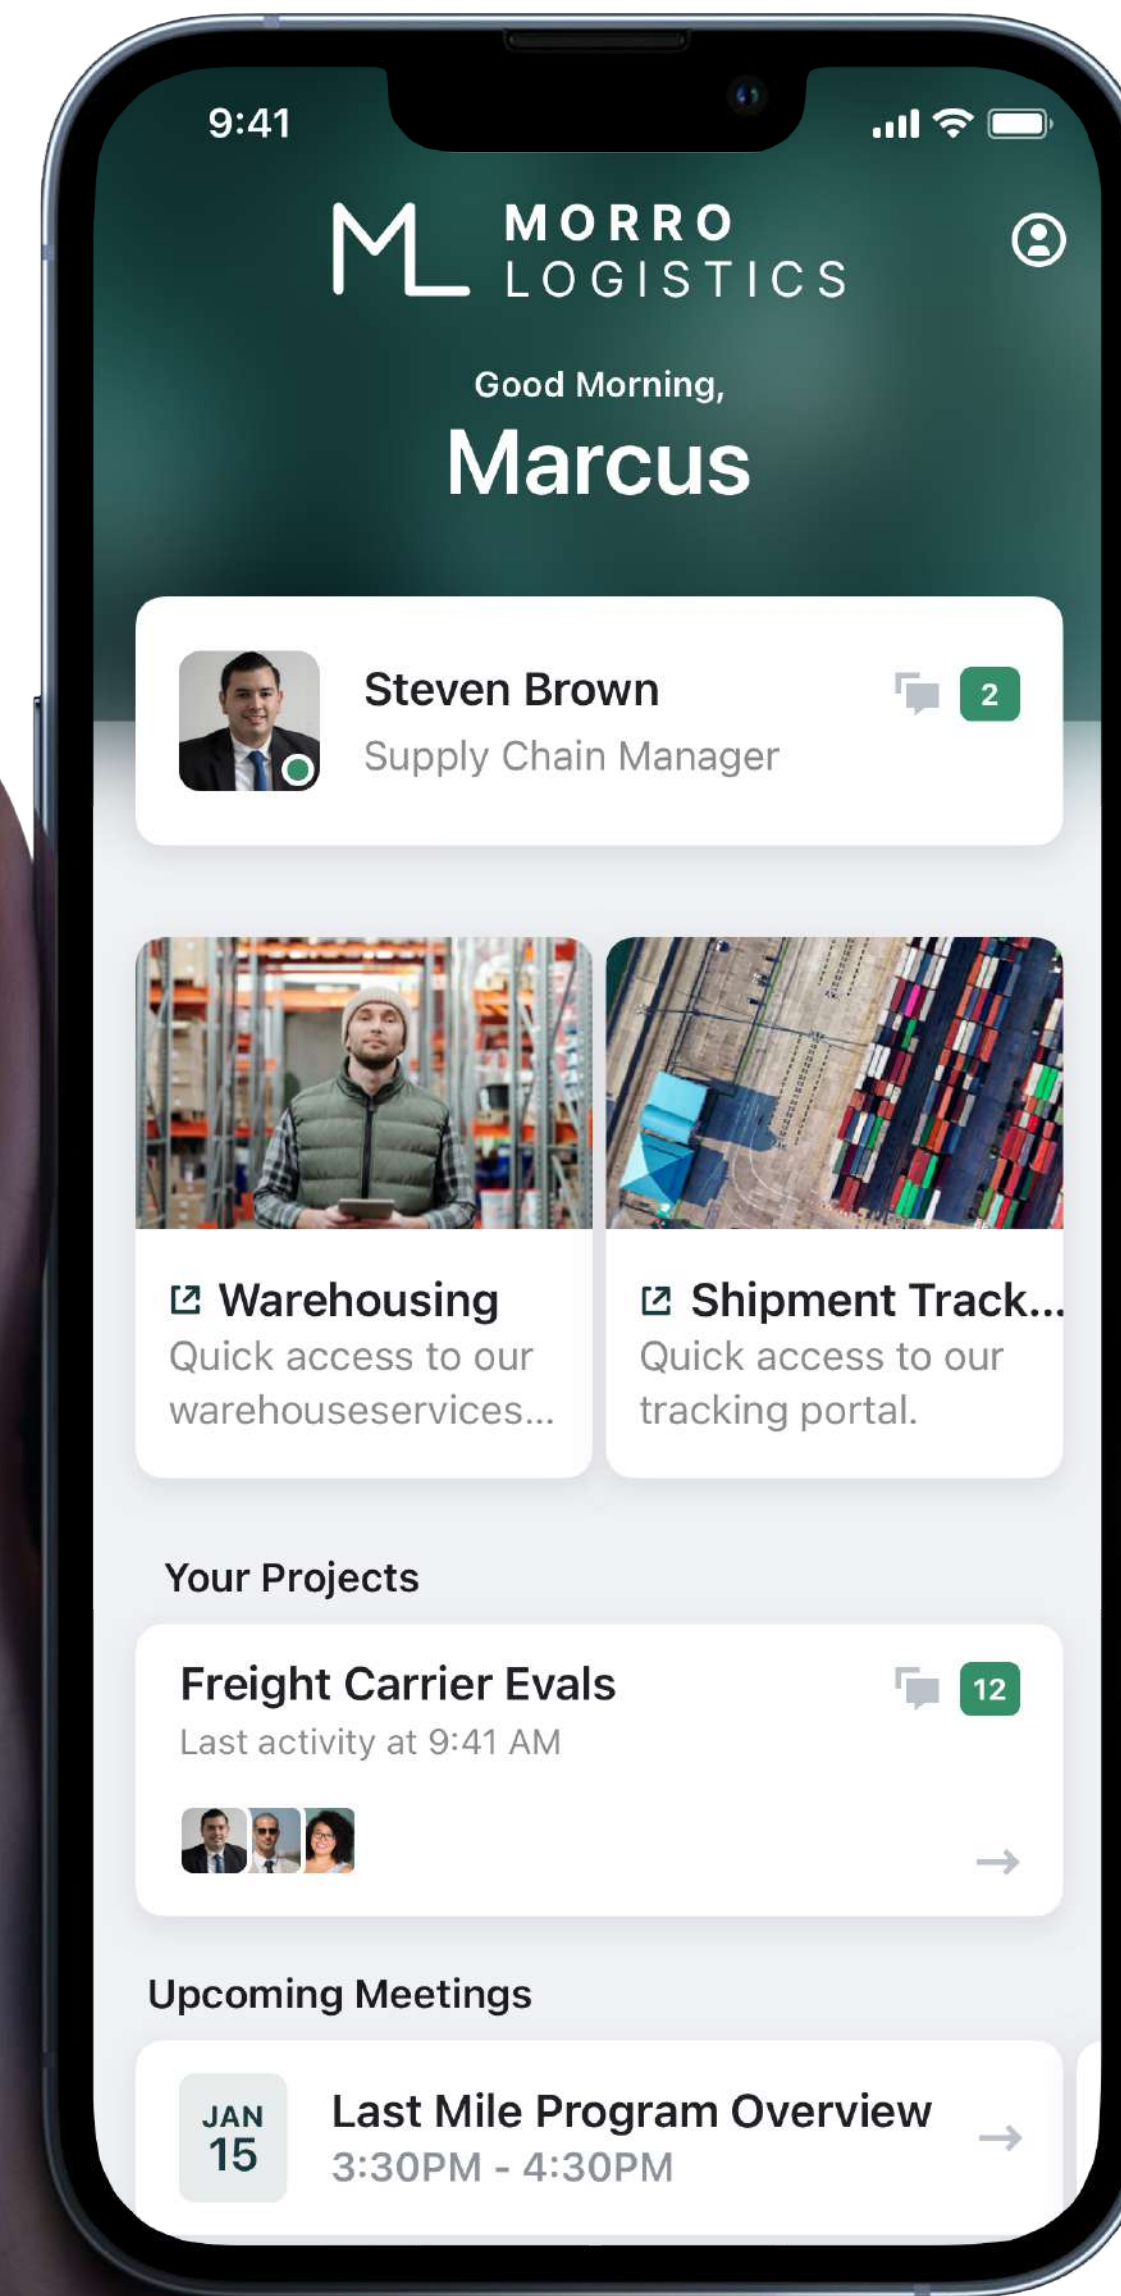 9:41
ML
MORRO
LOGISTICS
Good Morning,
Marcus
Steven Brown
2
Supply Chain Manager
Warehousing
Quick access to our
warehouseservices...
Shipment Track...
Quick access to our
tracking portal.
Your Projects
Freight Carrier Evals
12
Last activity at 9:41 AM
Upcoming Meetings
JAN
15
Last Mile Program Overview
3:30PM - 4:30PM